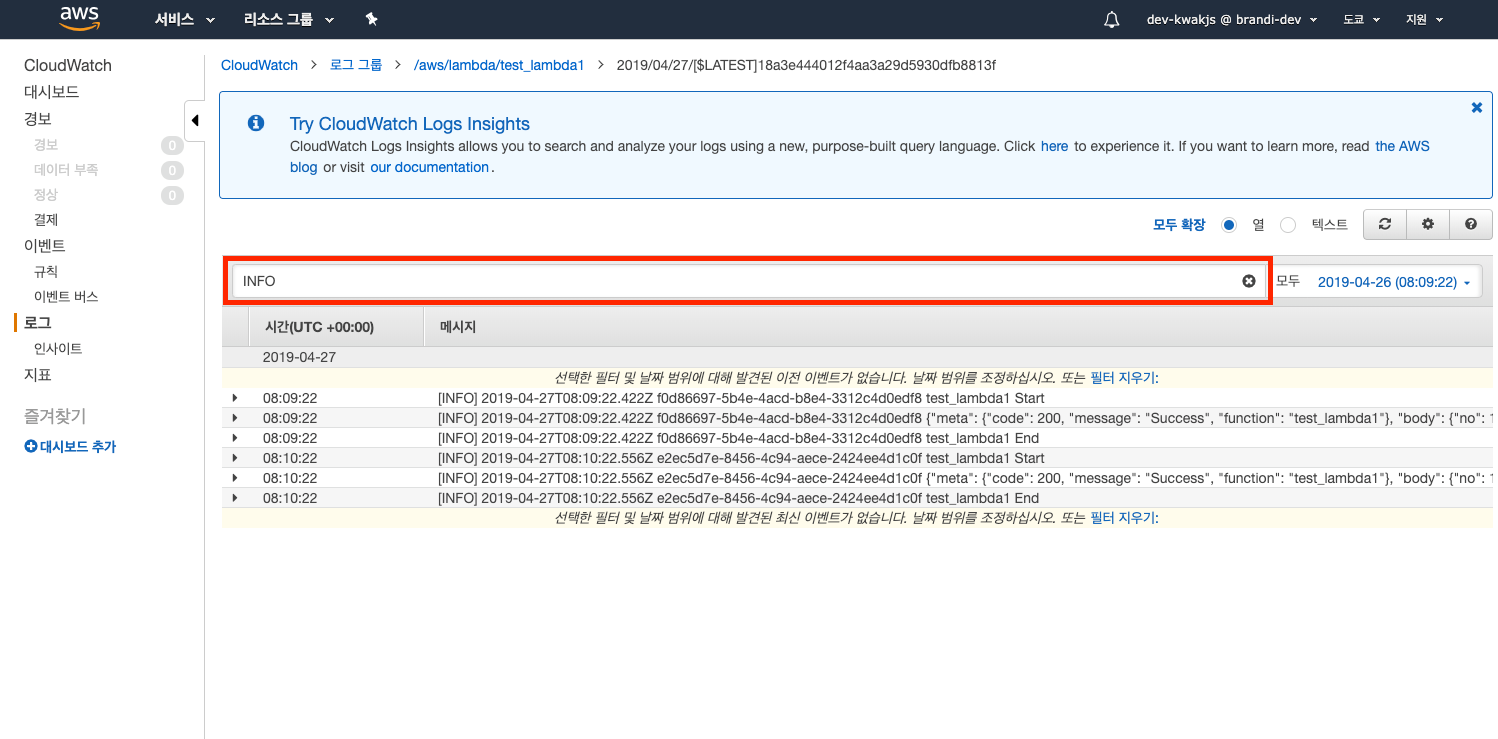 aws 서비스 리소스 그룹 dev-kwakjs @ brandi-dev 도쿄 지원
CloudWatch
대시보드
경보
경보 0
데이터 부족 0
정상 0
결제
이벤트
규칙
이벤트 버스
로그
인사이트
지표
즐겨찾기
대시보드 추가
CloudWatch > 로그 그룹 > /aws/lambda/test_lambda1 > 2019/04/27/[$LATEST]18a3e444012f4aa3a29d5930dfb8813f
Try CloudWatch Logs Insights
CloudWatch Logs Insights allows you to search and analyze your logs using a new, purpose-built query language. Click here to experience it. If you want to learn more, read the AWS
blog or visit our documentation.
모두 확장 열 텍스트
INFO 모두 2019-04-26 (08:09:22)
시간(UTC +00:00) 메시지
2019-04-27
선택한 필터 및 날짜 범위에 대해 발견된 이전 이벤트가 없습니다. 날짜 범위를 조정하십시오. 또는 필터 지우기:
08:09:22 [INFO] 2019-04-27T08:09:22.422Z f0d86697-5b4e-4acd-b8e4-3312c4d0edf8 test_lambda1 Start
08:09:22 [INFO] 2019-04-27T08:09:22.422Z f0d86697-5b4e-4acd-b8e4-3312c4d0edf8 {"meta": {"code": 200, "message": "Success", "function": "test_lambda1"}, "body": {"no": 1
08:09:22 [INFO] 2019-04-27T08:09:22.422Z f0d86697-5b4e-4acd-b8e4-3312c4d0edf8 test_lambda1 End
08:10:22 [INFO] 2019-04-27T08:10:22.556Z e2ec5d7e-8456-4c94-aece-2424ee4d1c0f test_lambda1 Start
08:10:22 [INFO] 2019-04-27T08:10:22.556Z e2ec5d7e-8456-4c94-aece-2424ee4d1c0f {"meta": {"code": 200, "message": "Success", "function": "test_lambda1"}, "body": {"no": 1
08:10:22 [INFO] 2019-04-27T08:10:22.556Z e2ec5d7e-8456-4c94-aece-2424ee4d1c0f test_lambda1 End
선택한 필터 및 날짜 범위에 대해 발견된 최신 이벤트가 없습니다. 날짜 범위를 조정하십시오. 또는 필터 지우기: